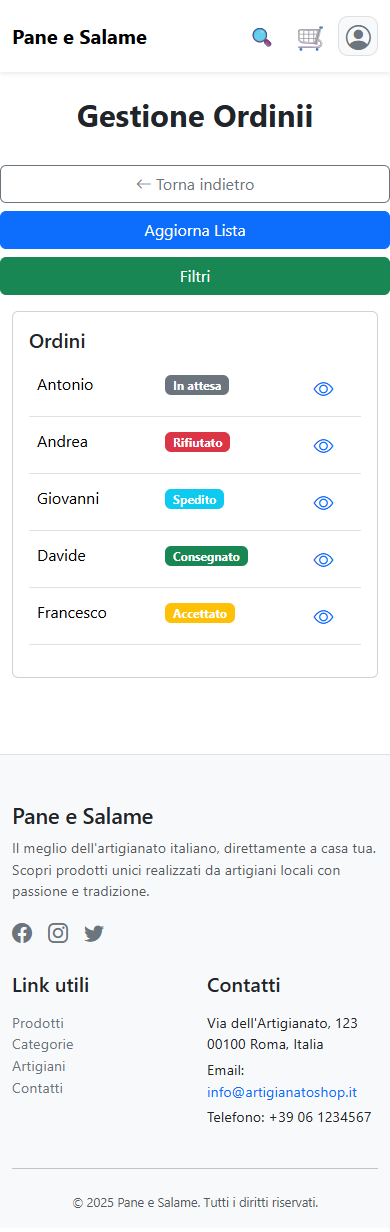 Pane e Salame
Gestione Ordinii
← Torna indietro
Aggiorna Lista
Filtri
Ordini
Antonio In attesa
Andrea Rifiutato
Giovanni Spedito
Davide Consegnato
Francesco Accettato
Pane e Salame
Il meglio dell'artigianato italiano, direttamente a casa tua.
Scopri prodotti unici realizzati da artigiani locali con
passione e tradizione.
Link utili
Prodotti
Categorie
Artigiani
Contatti
Contatti
Via dell'Artigianato, 123
00100 Roma, Italia
Email:
info@artigianatoshop.it
Telefono: +39 06 1234567
© 2025 Pane e Salame. Tutti i diritti riservati.